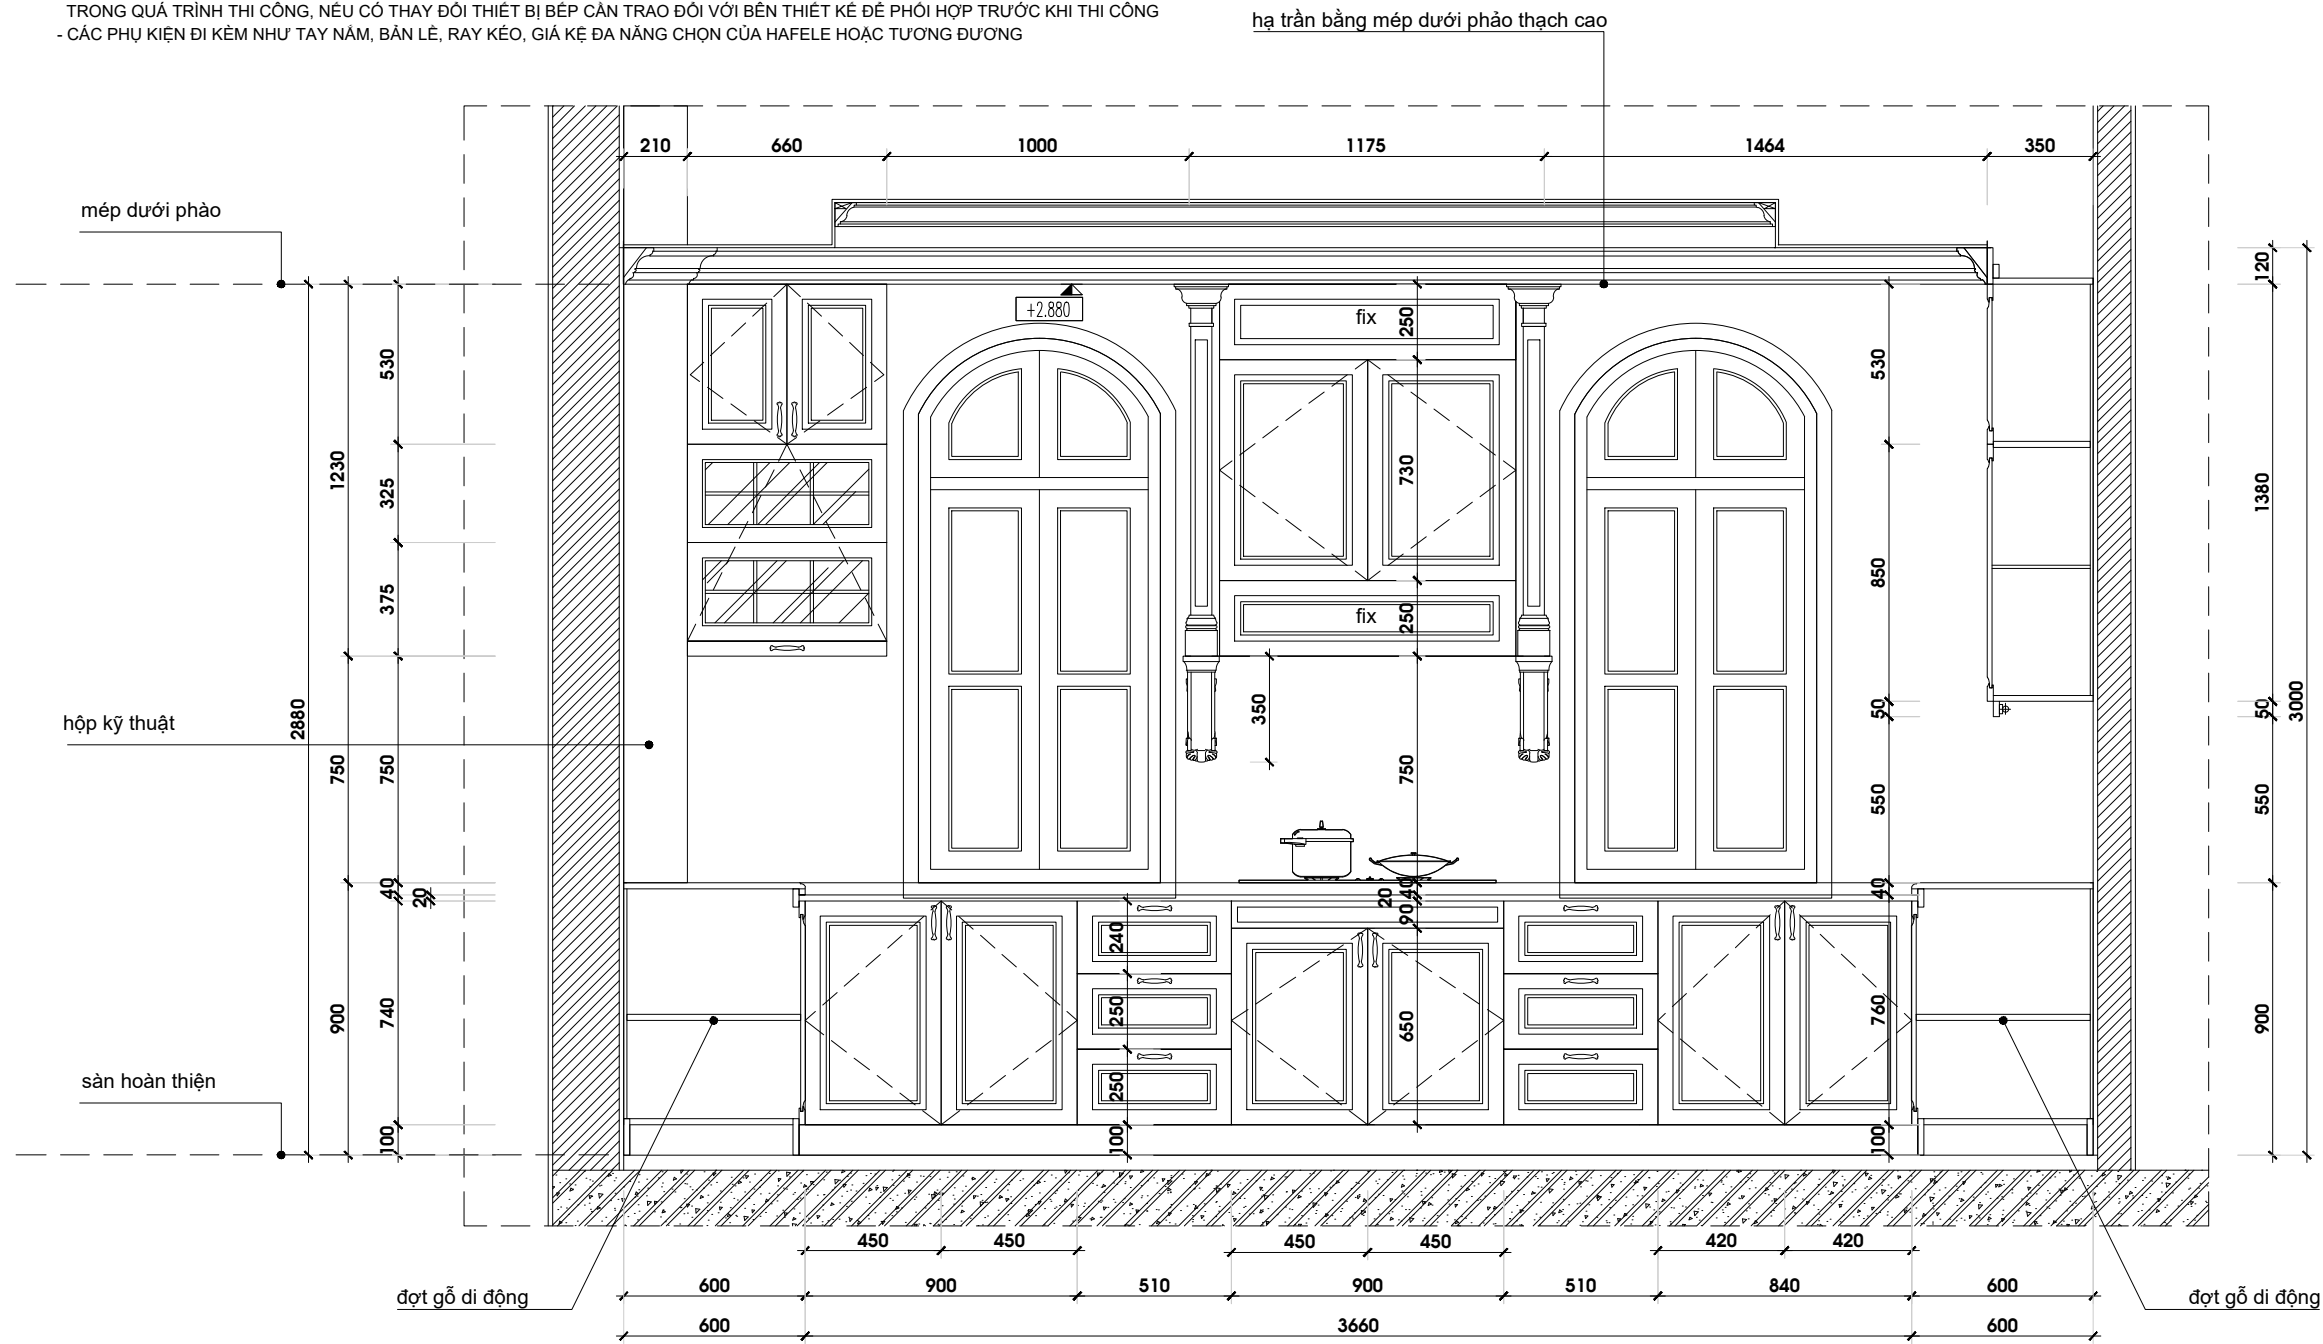 TRONG QUÁ TRÌNH THI CÔNG, NẾU CÓ THAY ĐỔI THIẾT BỊ BẾP CẦN TRAO ĐỔI VỚI BÊN THIẾT KẾ ĐỂ PHỐI HỢP TRƯỚC KHI THI CÔNG
- CÁC PHỤ KIỆN ĐI KÈM NHƯ TAY NẮM, BẢN LỀ, RAY KÉO, GIÁ KỆ ĐA NĂNG CHỌN CỦA HAFELE HOẶC TƯƠNG ĐƯƠNG
hạ trần bằng mép dưới phảo thạch cao
210 660 1000 1175 1464 350
mép dưới phào
120
+2.880
fix
250
530
530
1230
730
325
1380
375
850
fix
250
2880
350
50
50
3000
hộp kỹ thuật
750
750
750
550
550
40
20
40
20
90
40
240
900
740
250
650
760
900
250
sàn hoàn thiện
100
100
100
450 450 450 450 420 420
600 900 510 900 510 840 600
đợt gỗ di động
đợt gỗ di động
600 3660 600